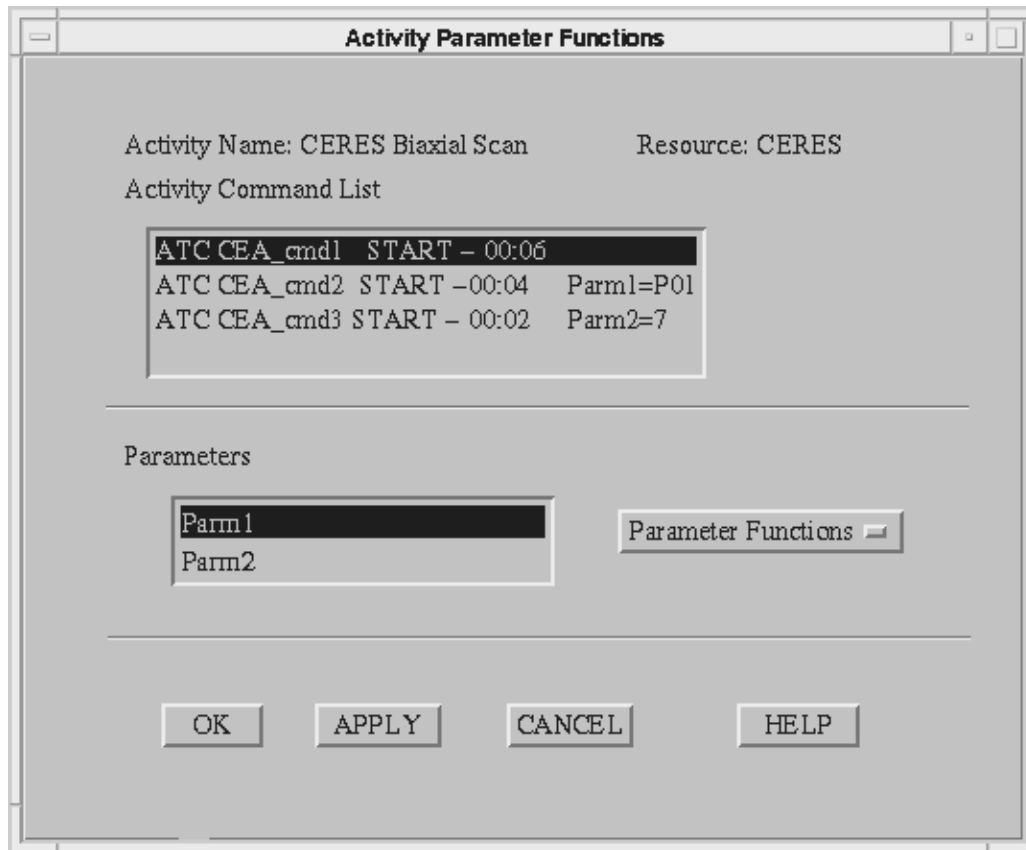 Activity Parameter Functions
Activity Name: CERES Biaxial Scan Resource: CERES
Activity Command List
ATC CEA_cmd1 START – 00:06
ATC CEA_cmd2 START –00:04 Parm1=P01
ATC CEA_cmd3 START – 00:02 Parm2=7
Parameters
Parm1
Parm2
Parameter Functions
OK APPLY CANCEL HELP